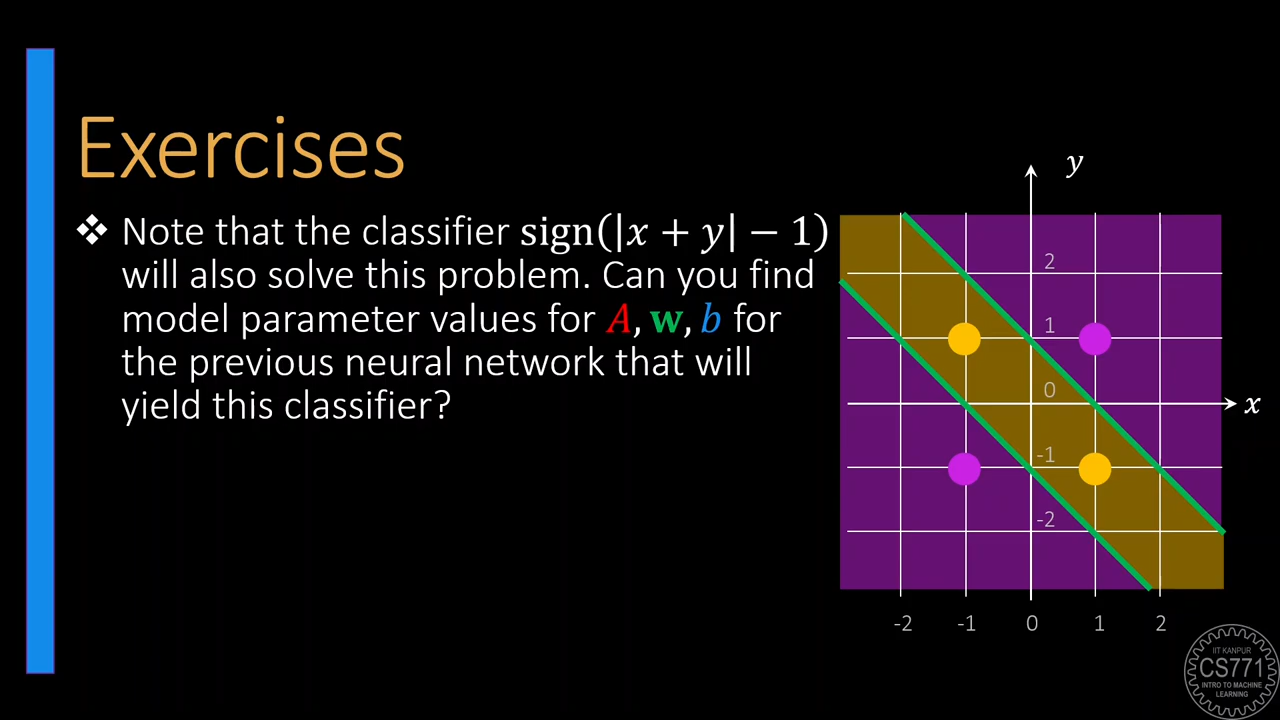 Exercises
❖ Note that the classifier sign(|x + y| − 1)
will also solve this problem. Can you find
model parameter values for A, w, b for
the previous neural network that will
yield this classifier?
y
2
1
0
x
-1
-2
-2 -1 0 1 2
IIT KANPUR
CS771
INTRO TO MACHINE
LEARNING